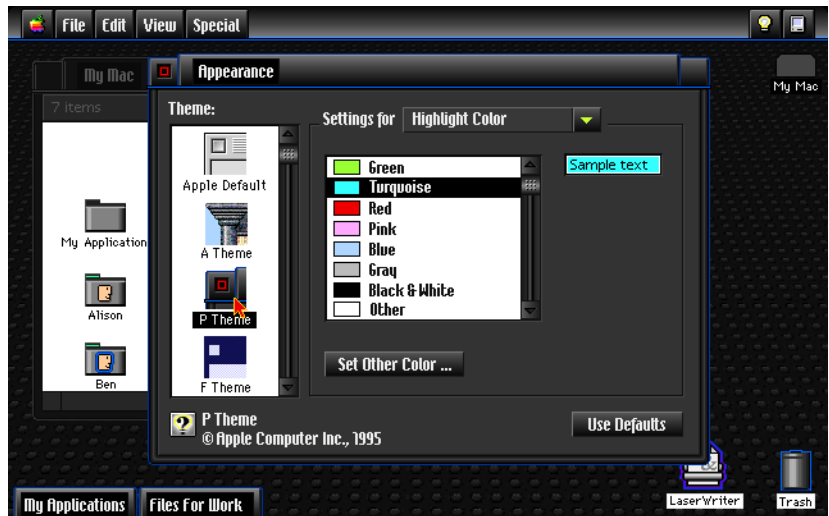 File Edit View Special
My Mac
Appearance
My Mac
7 items
Theme:
Settings for Highlight Color
Apple Default
A Theme
P Theme
F Theme
Green
Turquoise
Red
Pink
Blue
Gray
Black & White
Other
Sample text
Set Other Color ...
My Application
Alison
Ben
P Theme
© Apple Computer Inc., 1995
Use Defaults
LaserWriter
Trash
My Applications
Files For Work